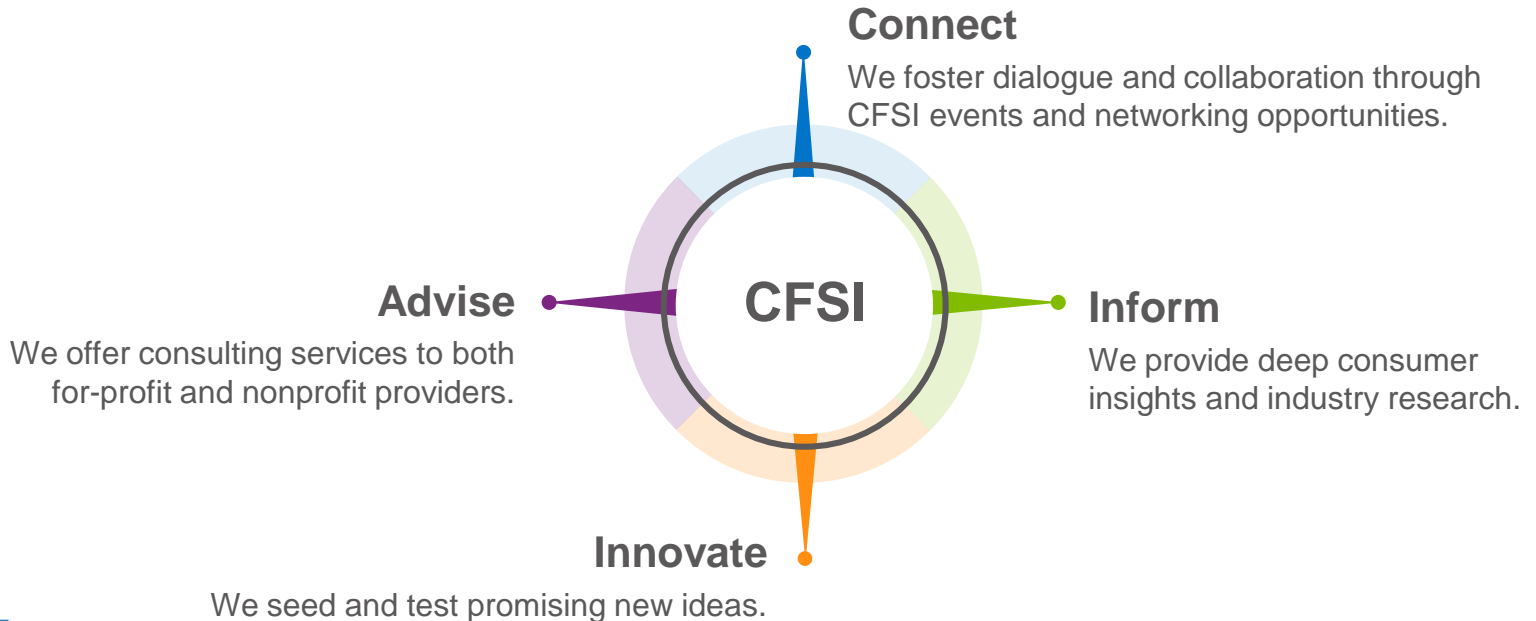 Connect
We foster dialogue and collaboration through
CFSI events and networking opportunities.
Advise
We offer consulting services to both
for-profit and nonprofit providers.
CFSI
Inform
We provide deep consumer
insights and industry research.
Innovate
We seed and test promising new ideas.